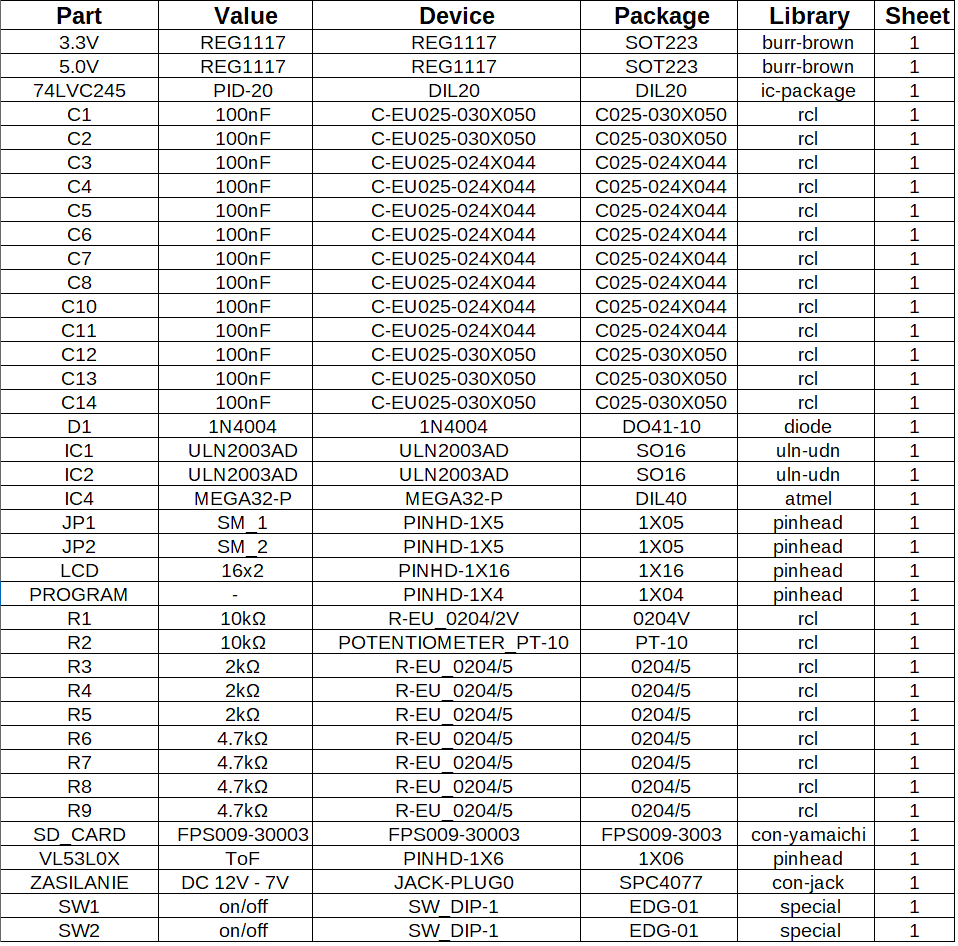 Part Value Device Package Library Sheet
3.3V REG1117 REG1117 SOT223 burr-brown 1
5.0V REG1117 REG1117 SOT223 burr-brown 1
74LVC245 PID-20 DIL20 DIL20 ic-package 1
C1 100nF C-EU025-030X050 C025-030X050 rcl 1
C2 100nF C-EU025-030X050 C025-030X050 rcl 1
C3 100nF C-EU025-024X044 C025-024X044 rcl 1
C4 100nF C-EU025-024X044 C025-024X044 rcl 1
C5 100nF C-EU025-024X044 C025-024X044 rcl 1
C6 100nF C-EU025-024X044 C025-024X044 rcl 1
C7 100nF C-EU025-024X044 C025-024X044 rcl 1
C8 100nF C-EU025-024X044 C025-024X044 rcl 1
C10 100nF C-EU025-024X044 C025-024X044 rcl 1
C11 100nF C-EU025-024X044 C025-024X044 rcl 1
C12 100nF C-EU025-030X050 C025-030X050 rcl 1
C13 100nF C-EU025-030X050 C025-030X050 rcl 1
C14 100nF C-EU025-030X050 C025-030X050 rcl 1
D1 1N4004 1N4004 DO41-10 diode 1
IC1 ULN2003AD ULN2003AD SO16 uln-udn 1
IC2 ULN2003AD ULN2003AD SO16 uln-udn 1
IC4 MEGA32-P MEGA32-P DIL40 atmel 1
JP1 SM_1 PINHD-1X5 1X05 pinhead 1
JP2 SM_2 PINHD-1X5 1X05 pinhead 1
LCD 16x2 PINHD-1X16 1X16 pinhead 1
PROGRAM - PINHD-1X4 1X04 pinhead 1
R1 10kΩ R-EU_0204/2V 0204V rcl 1
R2 10kΩ POTENTIOMETER_PT-10 PT-10 rcl 1
R3 2kΩ R-EU_0204/5 0204/5 rcl 1
R4 2kΩ R-EU_0204/5 0204/5 rcl 1
R5 2kΩ R-EU_0204/5 0204/5 rcl 1
R6 4.7kΩ R-EU_0204/5 0204/5 rcl 1
R7 4.7kΩ R-EU_0204/5 0204/5 rcl 1
R8 4.7kΩ R-EU_0204/5 0204/5 rcl 1
R9 4.7kΩ R-EU_0204/5 0204/5 rcl 1
SD_CARD FPS009-30003 FPS009-30003 FPS009-3003 con-yamaichi 1
VL53L0X ToF PINHD-1X6 1X06 pinhead 1
ZASILANIE DC 12V - 7V JACK-PLUG0 SPC4077 con-jack 1
SW1 on/off SW_DIP-1 EDG-01 special 1
SW2 on/off SW_DIP-1 EDG-01 special 1